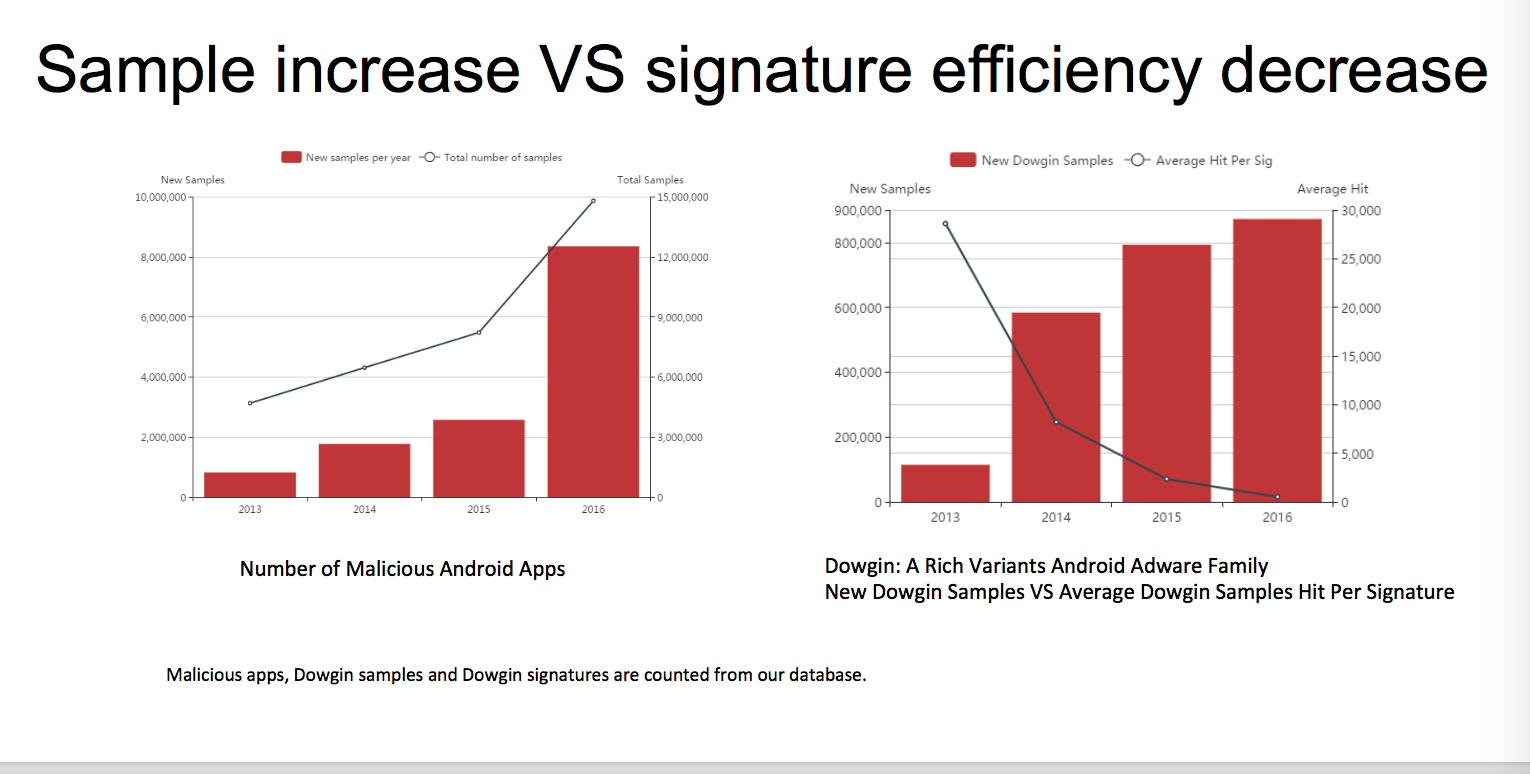 Sample increase VS signature efficiency decrease
New samples per year Total number of samples
New Samples Total Samples
10,000,000 15,000,000
8,000,000 12,000,000
6,000,000 9,000,000
4,000,000 6,000,000
2,000,000 3,000,000
0 0
2013 2014 2015 2016
Number of Malicious Android Apps
New Dowgin Samples Average Hit Per Sig
New Samples Average Hit
900,000 30,000
800,000
25,000
600,000 20,000
15,000
400,000
10,000
200,000
5,000
0 0
2013 2014 2015 2016
Dowgin: A Rich Variants Android Adware Family
New Dowgin Samples VS Average Dowgin Samples Hit Per Signature
Malicious apps, Dowgin samples and Dowgin signatures are counted from our database.